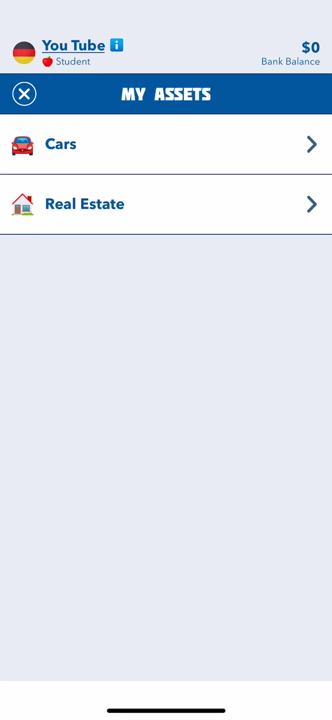 You Tube
$0
Student
Bank Balance
MY ASSETS
Cars
Real Estate